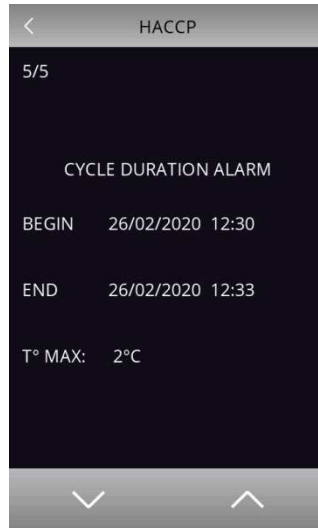 HACCP
5/5
CYCLE DURATION ALARM
BEGIN 26/02/2020 12:30
END 26/02/2020 12:33
T° MAX: 2°C